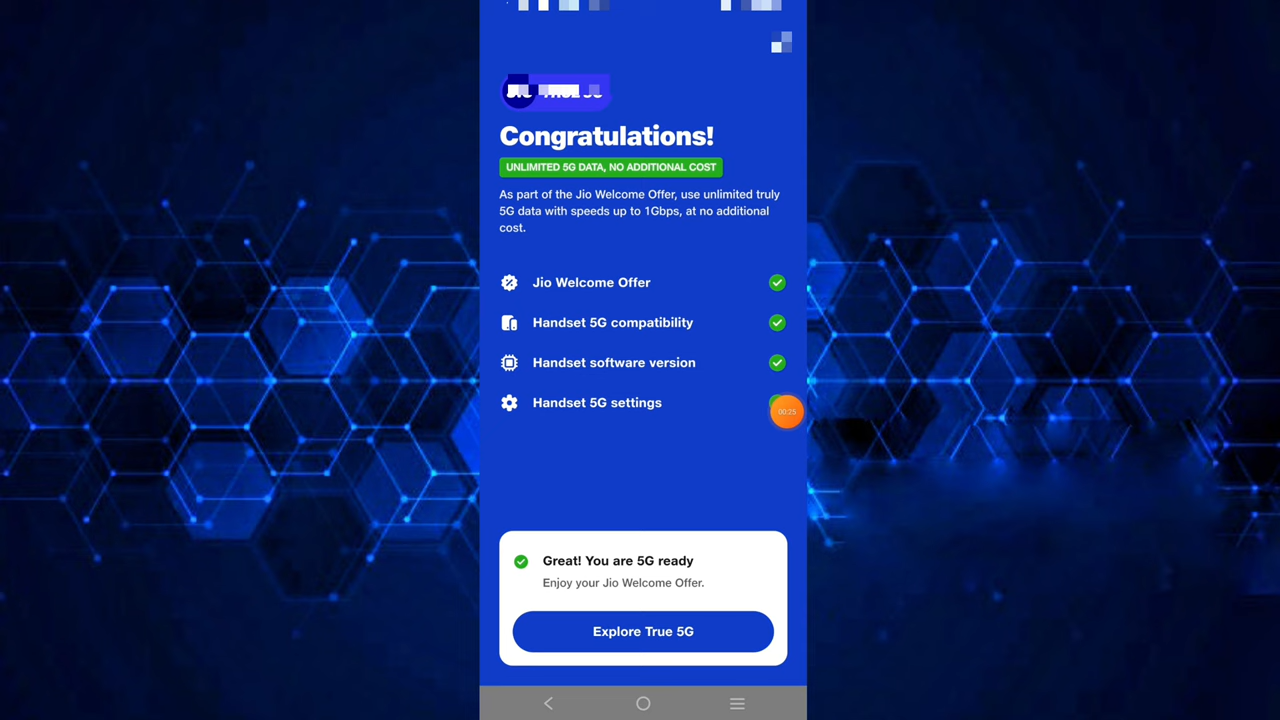 Congratulations!
UNLIMITED 5G DATA, NO ADDITIONAL COST
As part of the Jio Welcome Offer, use unlimited truly
5G data with speeds up to 1Gbps, at no additional
cost.
Jio Welcome Offer
Handset 5G compatibility
Handset software version
Handset 5G settings
00:25
Great! You are 5G ready
Enjoy your Jio Welcome Offer.
Explore True 5G